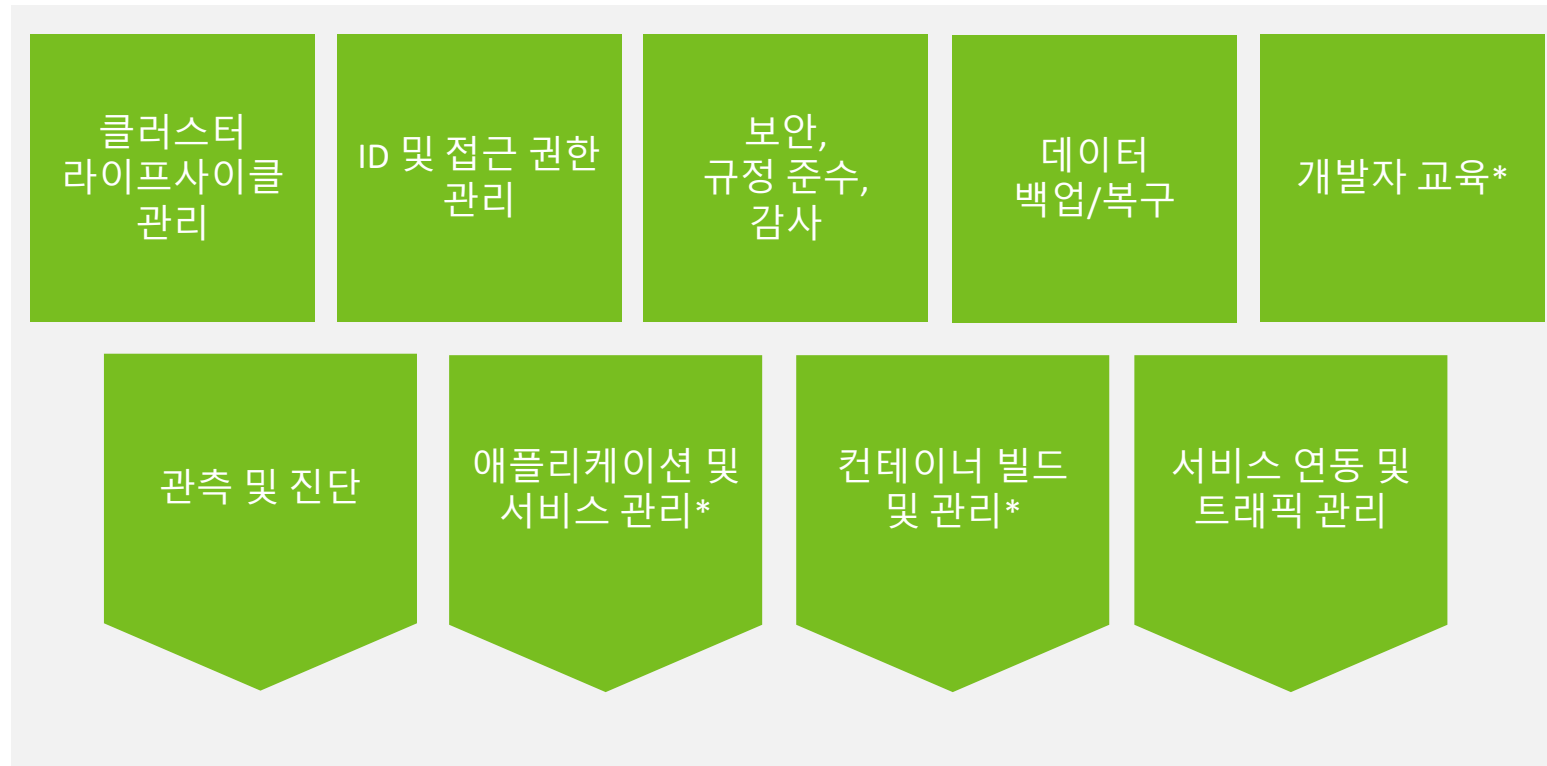 클러스터
라이프사이클
관리
ID 및 접근 권한
관리
보안,
규정 준수,
감사
데이터
백업/복구
개발자 교육*
관측 및 진단
애플리케이션 및
서비스 관리*
컨테이너 빌드
및 관리*
서비스 연동 및
트래픽 관리